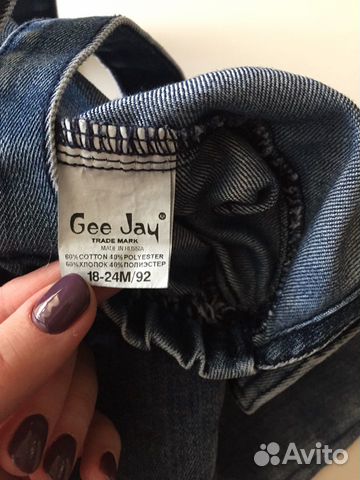 Gee Jay®
TRADE MARK
MADE IN RUSSIA
60%COTTON 40%POLYESTER
60%ХЛОПОК 40%ПОЛИЭСТЕР
18-24M/92
Avito